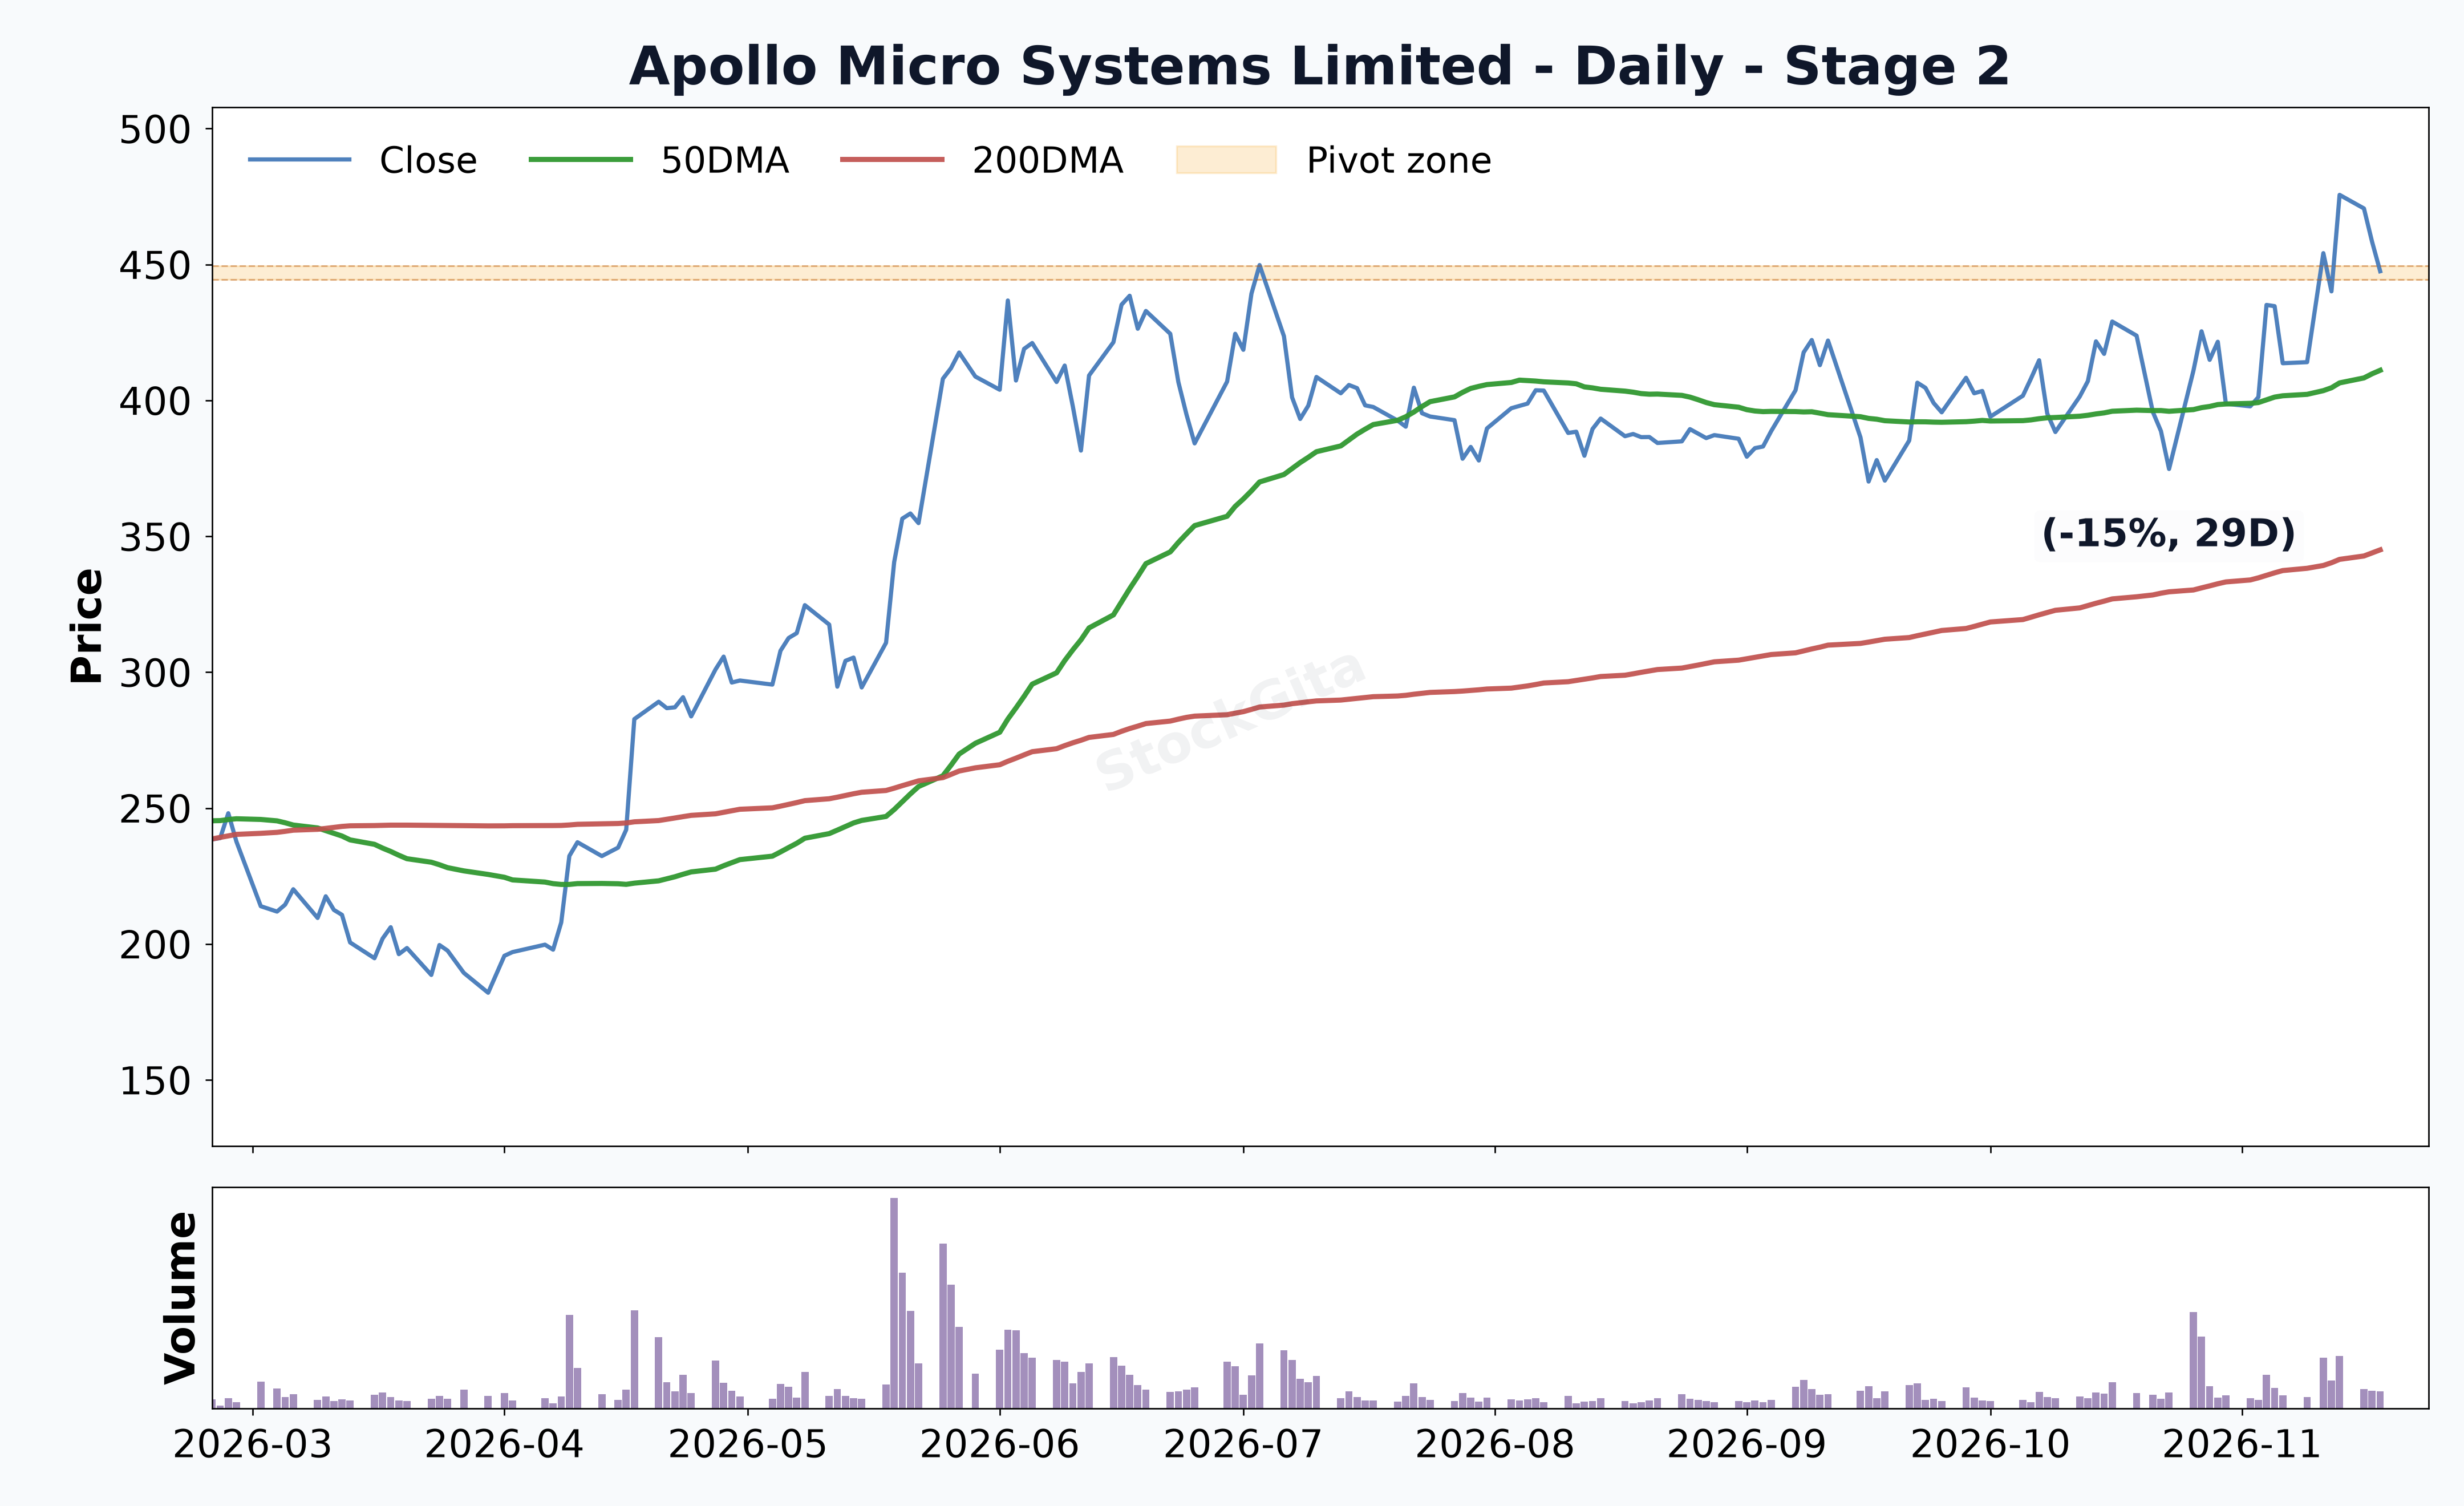 Apollo Micro Systems Limited - Daily - Stage 2
500
450
400
350
300
250
200
150
Price
Close 50DMA 200DMA Pivot zone
(-15%, 29D)
StockGita
Volume
2026-03 2026-04 2026-05 2026-06 2026-07 2026-08 2026-09 2026-10 2026-11